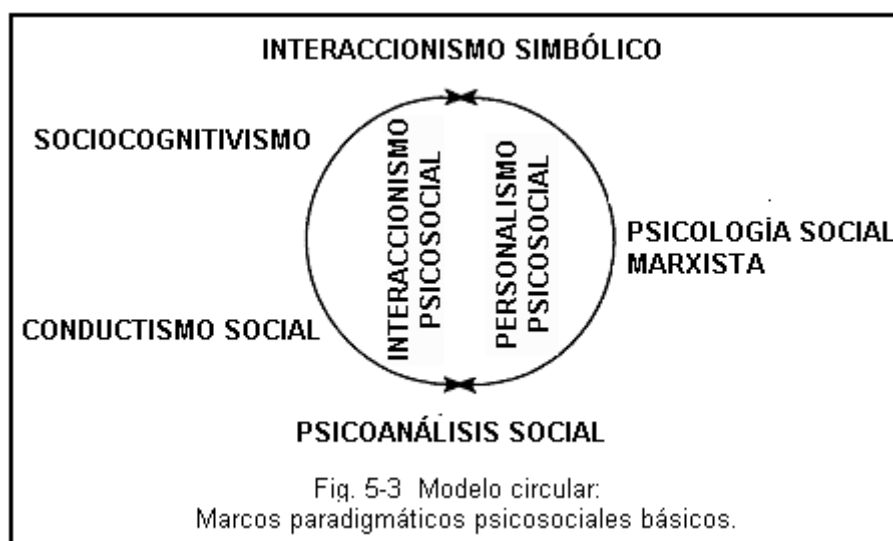 INTERACCIONISMO SIMBÓLICO
SOCIOCOGNITIVISMO
INTERACCIONISMO
PSICOSOCIAL
PERSONALISMO
PSICOSOCIAL
PSICOLOGÍA SOCIAL
MARXISTA
CONDUCTISMO SOCIAL
PSICOANÁLISIS SOCIAL
Fig. 5-3 Modelo circular:
Marcos paradigmáticos psicosociales básicos.